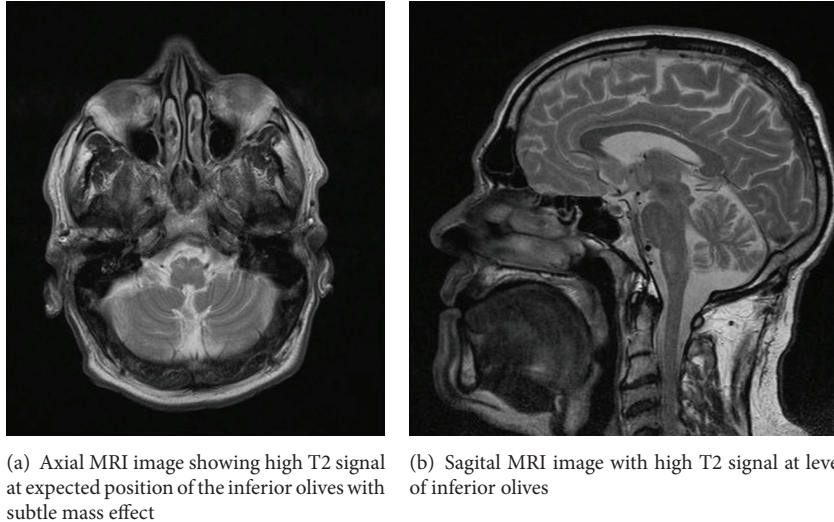 (a) Axial MRI image showing high T2 signal
at expected position of the inferior olives with
subtle mass effect
(b) Sagital MRI image with high T2 signal at
of inferior olives